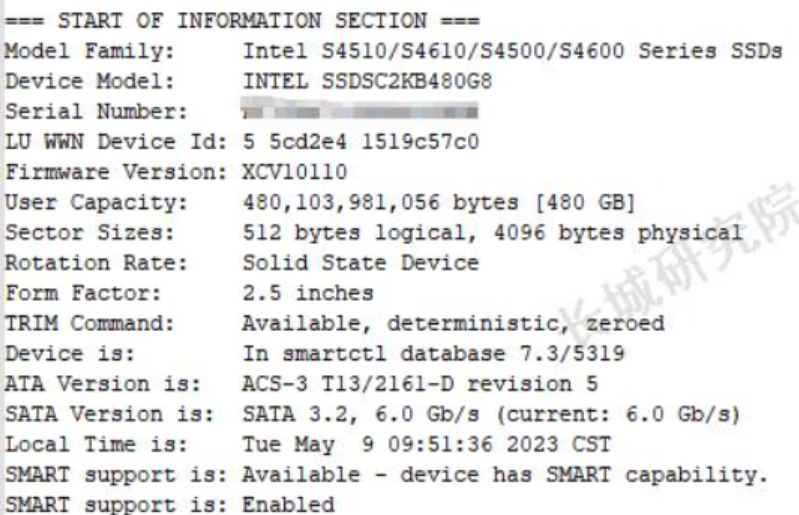 === START OF INFORMATION SECTION ===
Model Family: Intel S4510/S4610/S4500/S4600 Series SSDs
Device Model: INTEL SSDSC2KB480G8
Serial Number:
LU WWN Device Id: 5 5cd2e4 1519c57c0
Firmware Version: XCV10110
User Capacity: 480,103,981,056 bytes [480 GB]
Sector Sizes: 512 bytes logical, 4096 bytes physical
Rotation Rate: Solid State Device
Form Factor: 2.5 inches
TRIM Command: Available, deterministic, zeroed
Device is: In smartctl database 7.3/5319
ATA Version is: ACS-3 T13/2161-D revision 5
SATA Version is: SATA 3.2, 6.0 Gb/s (current: 6.0 Gb/s)
Local Time is: Tue May 9 09:51:36 2023 CST
SMART support is: Available - device has SMART capability.
SMART support is: Enabled
长城研究院